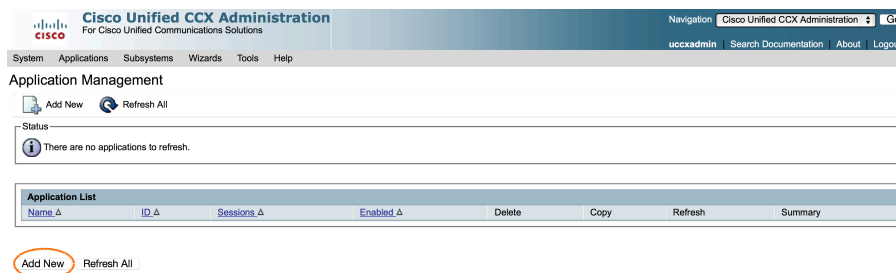 Cisco Unified CCX Administration
For Cisco Unified Communications Solutions
CISCO
Navigation Cisco Unified CCX Administration
uccxadmin Search Documentation About
System Applications Subsystems Wizards Tools Help
Application Management
Add New Refresh All
Status
There are no applications to refresh.
Application List
Name ID Sessions Enabled Delete Copy Refresh Summary
Add New Refresh All